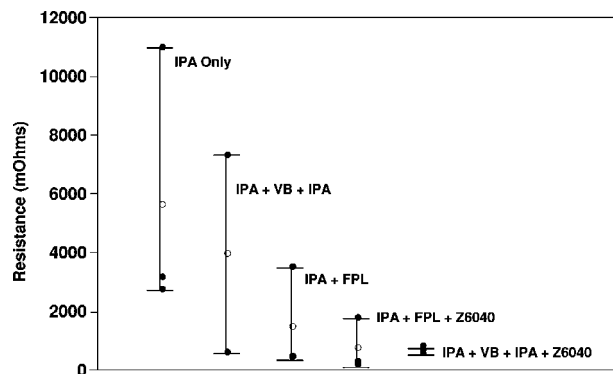 12000
IPA Only
10000
8000
IPA + VB + IPA
6000
Resistance (mOhms)
4000
IPA + FPL
2000
IPA + FPL + Z6040
IPA + VB + IPA + Z6040
0